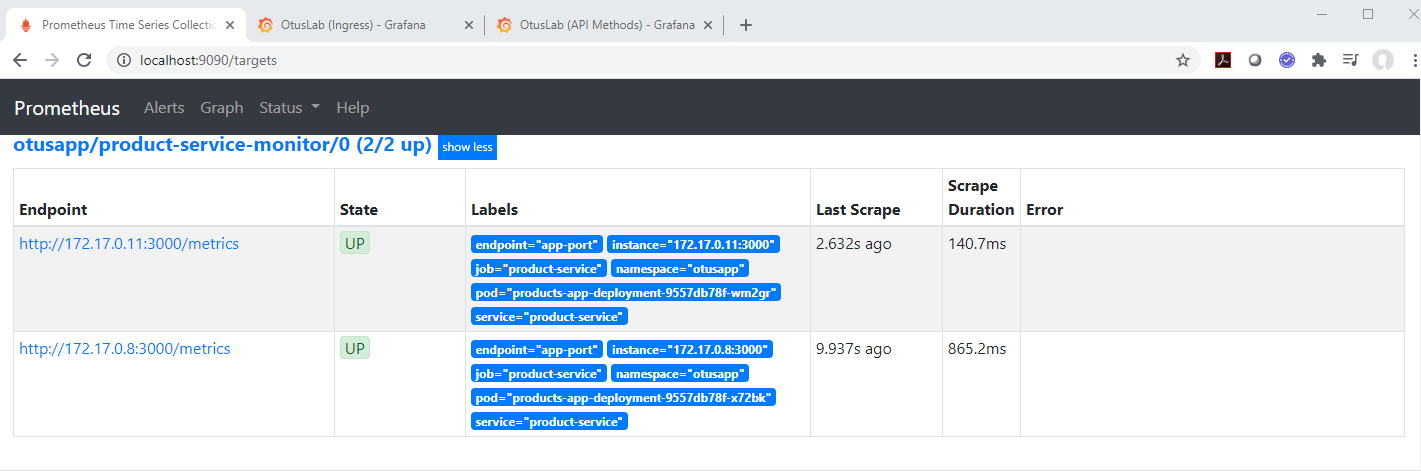 Prometheus Time Series Collectio
OtusLab (Ingress) - Grafana
OtusLab (API Methods) - Grafana
localhost:9090/targets
Prometheus Alerts Graph Status Help
otusapp/product-service-monitor/0 (2/2 up) show less
Endpoint State Labels Last Scrape Scrape Duration Error
http://172.17.0.11:3000/metrics UP endpoint="app-port" instance="172.17.0.11:3000" 2.632s ago 140.7ms
job="product-service" namespace="otusapp"
pod="products-app-deployment-9557db78f-wm2gr"
service="product-service"
http://172.17.0.8:3000/metrics UP endpoint="app-port" instance="172.17.0.8:3000" 9.937s ago 865.2ms
job="product-service" namespace="otusapp"
pod="products-app-deployment-9557db78f-x72bk"
service="product-service"